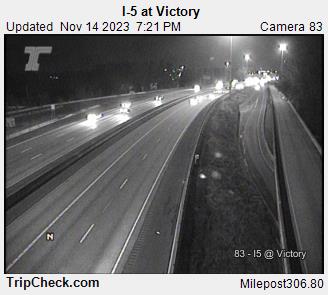 I-5 at Victory
Updated Nov 14 2023 7:21 PM Camera 83
T
N
83 - I5 @ Victory
TripCheck.com Milepost306.80